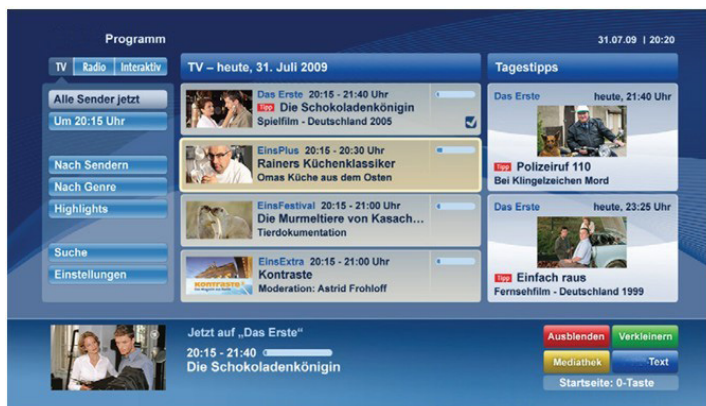 Programm
31.07.09 | 20:20
TV Radio Interaktiv
Alle Sender jetzt
Um 20:15 Uhr
Nach Sendern
Nach Genre
Highlights
Suche
Einstellungen
TV – heute, 31. Juli 2009
Das Erste 20:15 - 21:40 Uhr
Tipp Die Schokoladenkönigin
Spielfilm - Deutschland 2005
EinsPlus 20:15 - 20:30 Uhr
Rainers Küchenklassiker
Omas Küche aus dem Osten
EinsFestival 20:15 - 21:00 Uhr
Die Murmeltiere von Kasach...
Tierdokumentation
KONTRASTE
EinsExtra 20:15 - 21:00 Uhr
Kontraste
Moderation: Astrid Frohloff
Tagestipps
Das Erste heute, 21:40 Uhr
Tipp Polizeiruf 110
Bei Klingelzeichen Mord
Das Erste heute, 23:25 Uhr
Tipp Einfach raus
Fernsehfilm - Deutschland 1999
Jetzt auf „Das Erste“
20:15 - 21:40
Die Schokoladenkönigin
Ausblenden Verkleinern
Mediathek Text
Startseite: 0-Taste